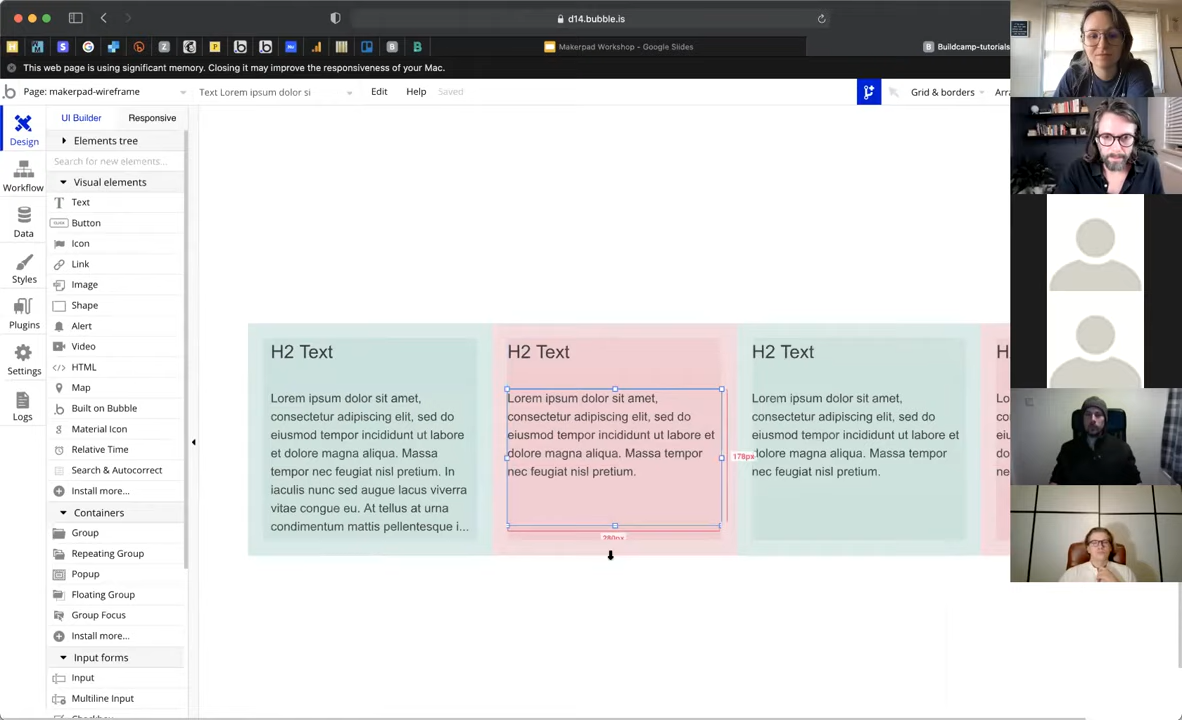 d14.bubble.is
Makerpad Workshop - Google Slides
Buildcamp-tutorials
This web page is using significant memory. Closing it may improve the responsiveness of your Mac.
Page: makerpad-wireframe
Text Lorem ipsum dolor si
Edit
Help
Saved
Grid & borders
Arra
UI Builder
Responsive
Design
Workflow
Data
Styles
Plugins
Settings
Logs
Elements tree
Search for new elements...
Visual elements
Text
Button
Icon
Link
Image
Shape
Alert
Video
HTML
Map
Built on Bubble
Material Icon
Relative Time
Search & Autocorrect
Install more...
Containers
Group
Repeating Group
Popup
Floating Group
Group Focus
Install more...
Input forms
Input
Multiline Input
H2 Text
Lorem ipsum dolor sit amet,
consectetur adipiscing elit, sed do
eiusmod tempor incididunt ut labore
et dolore magna aliqua. Massa
tempor nec feugiat nisl pretium. In
iaculis nunc sed augue lacus viverra
vitae congue eu. At tellus at urna
condimentum mattis pellentesque i...
H2 Text
Lorem ipsum dolor sit amet,
consectetur adipiscing elit, sed do
eiusmod tempor incididunt ut labore et
dolore magna aliqua. Massa tempor
nec feugiat nisl pretium.
178px
280px
H2 Text
Lorem ipsum dolor sit amet,
consectetur adipiscing elit, sed do
eiusmod tempor incididunt ut labore et
dolore magna aliqua. Massa tempor
nec feugiat nisl pretium.
H